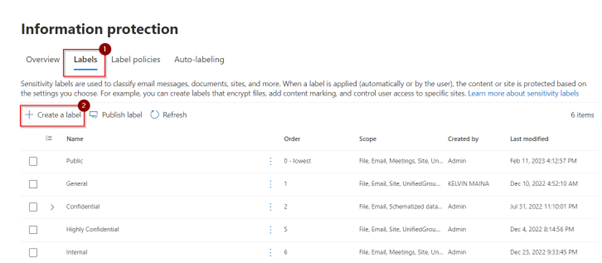 Information protection
1
Overview Labels Label policies Auto-labeling
Sensitivity labels are used to classify email messages, documents, sites, and more. When a label is applied (automatically or by the user), the content or site is protected based on
the settings you choose. For example, you can create labels that encrypt files, add content marking, and control user access to specific sites. Learn more about sensitivity labels
2
+ Create a label Publish label Refresh 6 items
Name Order Scope Created by Last modified
Public 0 - lowest File, Email, Meetings, Site, Un... Admin Feb 11, 2023 4:12:57 PM
General 1 File, Email, Site, UnifiedGrou... KELVIN MAINA Dec 10, 2022 4:52:10 AM
Confidential 2 File, Email, Schematized data... Admin Jul 31, 2022 11:10:01 PM
Highly Confidential 5 File, Email, Site, UnifiedGrou... Admin Dec 4, 2022 8:14:56 PM
Internal 6 File, Email, Meetings, Site, Un... Admin Dec 23, 2022 9:33:45 PM